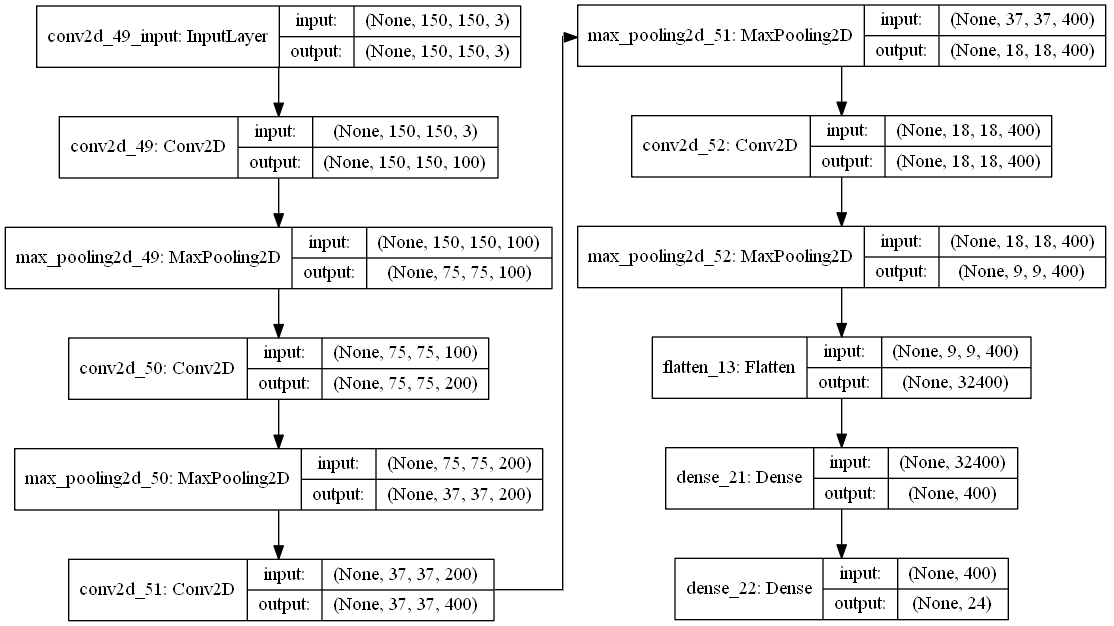 conv2d_49_input: InputLayer
input: (None, 150, 150, 3)
output: (None, 150, 150, 3)
conv2d_49: Conv2D
input: (None, 150, 150, 3)
output: (None, 150, 150, 100)
max_pooling2d_49: MaxPooling2D
input: (None, 150, 150, 100)
output: (None, 75, 75, 100)
conv2d_50: Conv2D
input: (None, 75, 75, 100)
output: (None, 75, 75, 200)
max_pooling2d_50: MaxPooling2D
input: (None, 75, 75, 200)
output: (None, 37, 37, 200)
conv2d_51: Conv2D
input: (None, 37, 37, 200)
output: (None, 37, 37, 400)
max_pooling2d_51: MaxPooling2D
input: (None, 37, 37, 400)
output: (None, 18, 18, 400)
conv2d_52: Conv2D
input: (None, 18, 18, 400)
output: (None, 18, 18, 400)
max_pooling2d_52: MaxPooling2D
input: (None, 18, 18, 400)
output: (None, 9, 9, 400)
flatten_13: Flatten
input: (None, 9, 9, 400)
output: (None, 32400)
dense_21: Dense
input: (None, 32400)
output: (None, 400)
dense_22: Dense
input: (None, 400)
output: (None, 24)